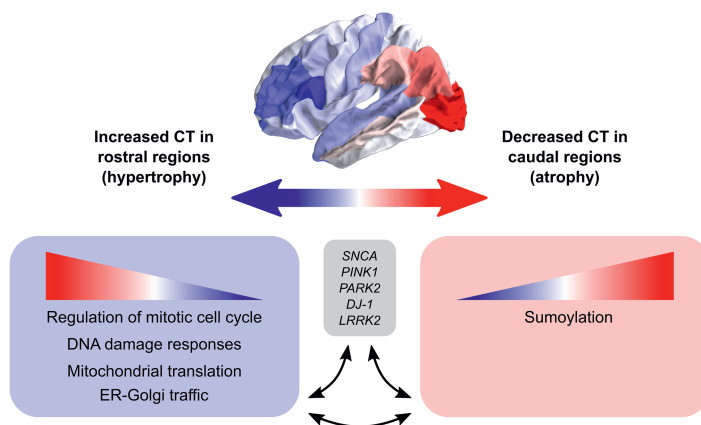 Increased CT in
rostral regions
(hypertrophy)
Decreased CT in
caudal regions
(atrophy)
Regulation of mitotic cell cycle
DNA damage responses
Mitochondrial translation
ER-Golgi traffic
SNCA
PINK1
PARK2
DJ-1
LRRK2
Sumoylation